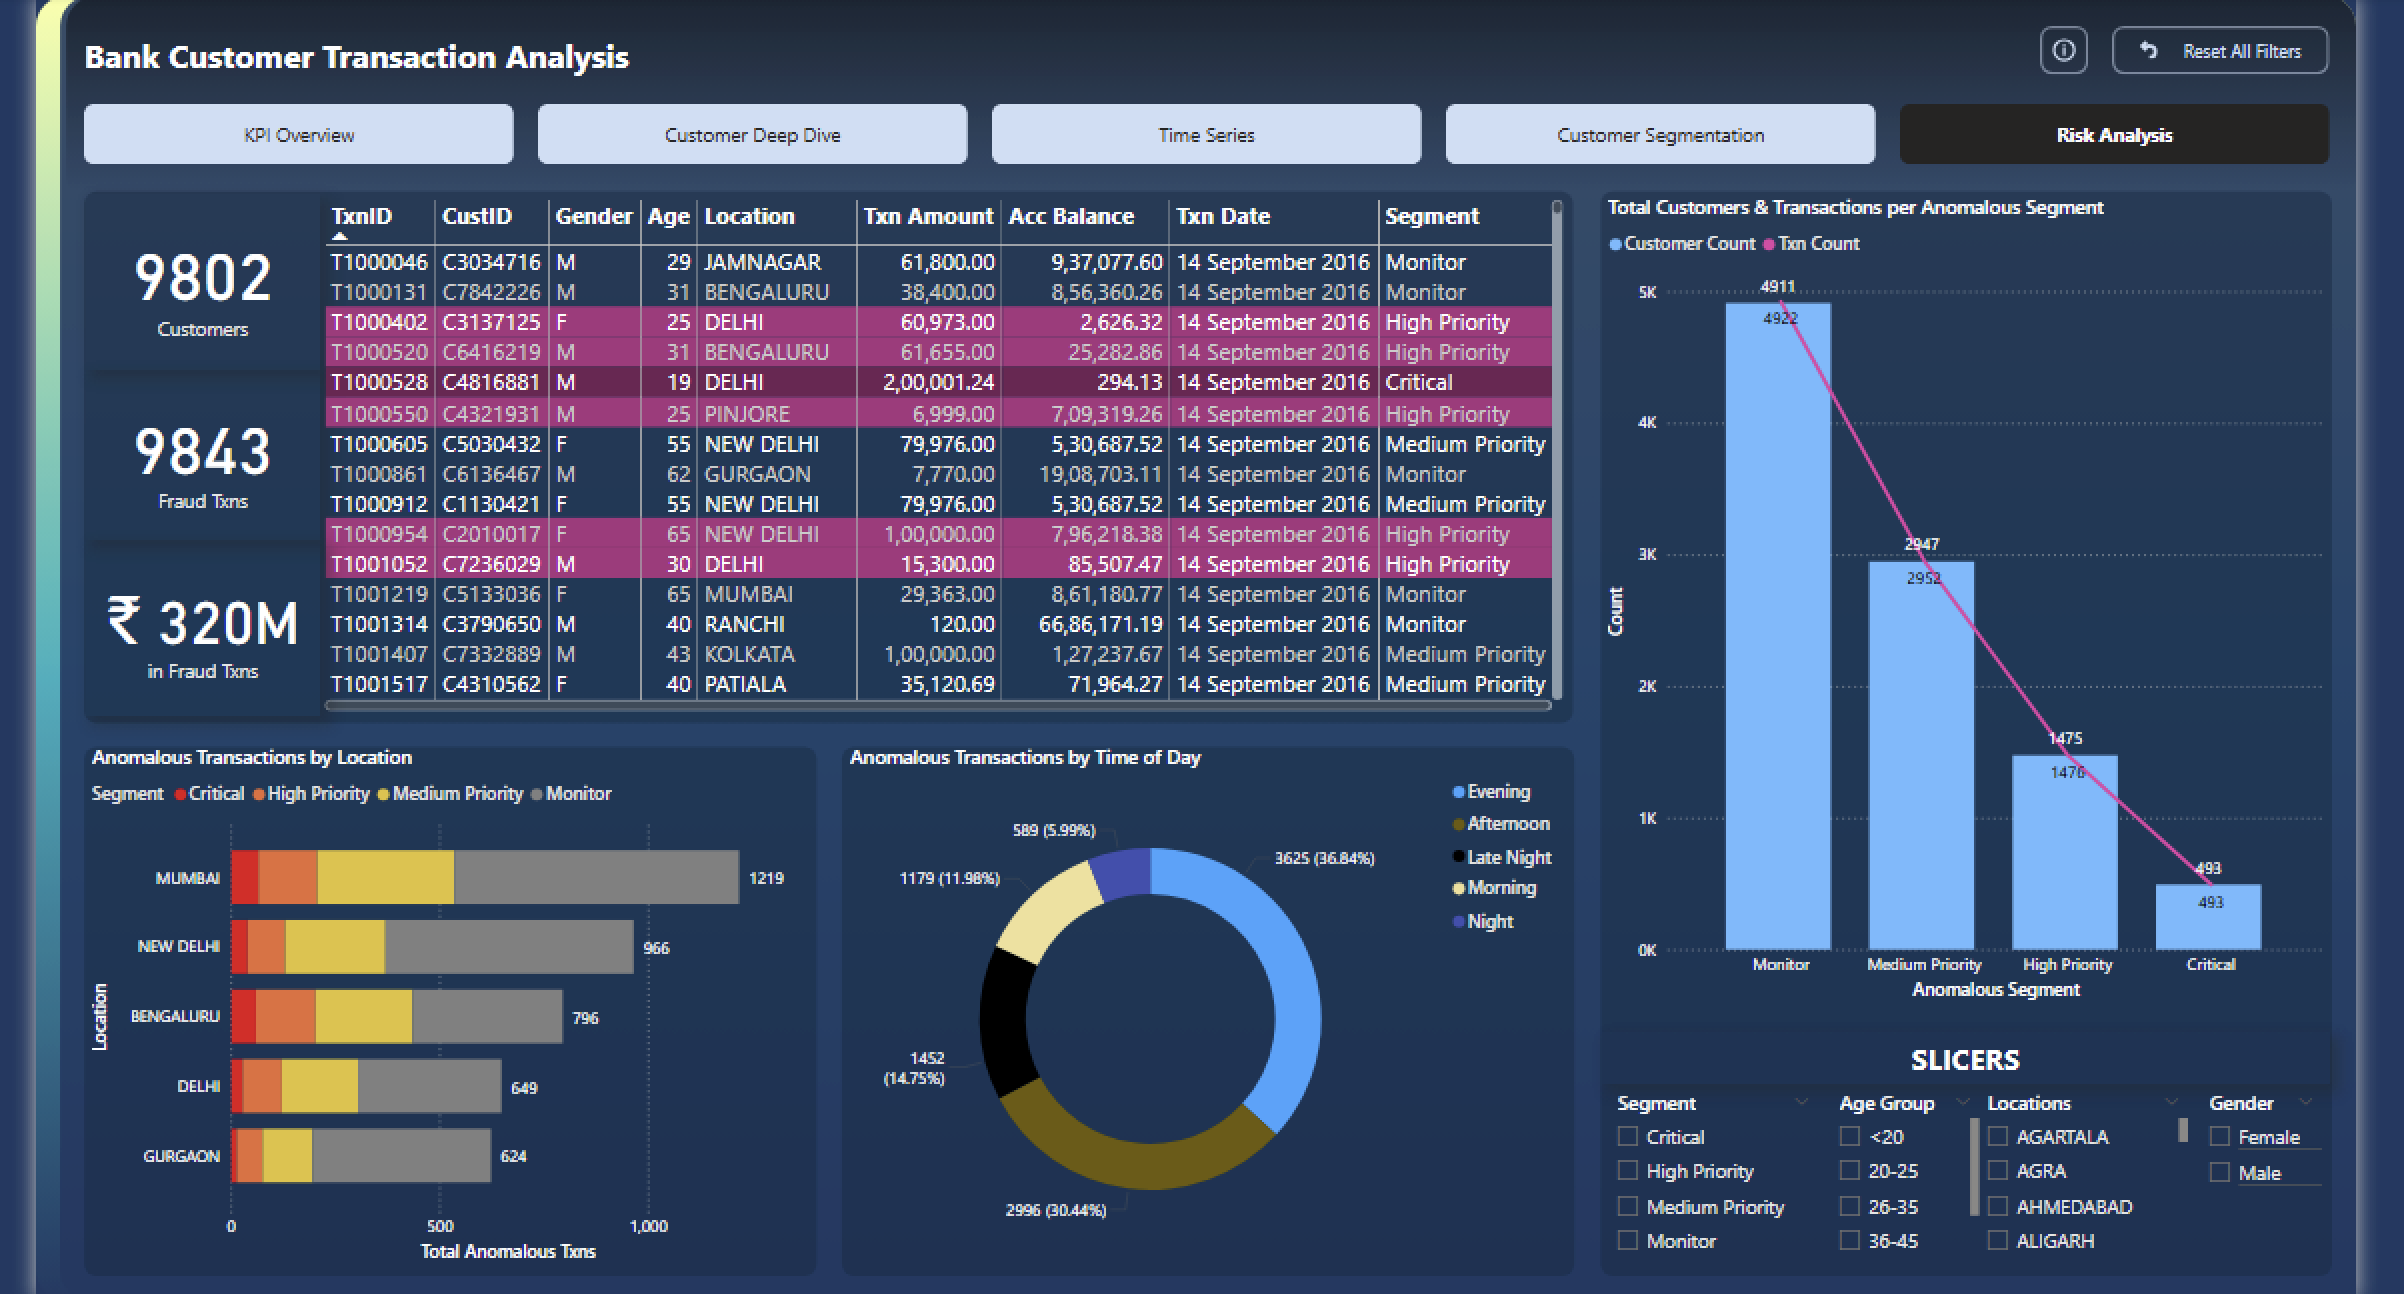 Bank Customer Transaction Analysis
Reset All Filters
KPI Overview
Customer Deep Dive
Time Series
Customer Segmentation
Risk Analysis
9802
Customers
9843
Fraud Txns
₹ 320M
in Fraud Txns
TxnID CustID Gender Age Location Txn Amount Acc Balance Txn Date Segment
T1000046 C3034716 M 29 JAMNAGAR 61,800.00 9,37,077.60 14 September 2016 Monitor
T1000131 C7842226 M 31 BENGALURU 38,400.00 8,56,360.26 14 September 2016 Monitor
T1000402 C3137125 F 25 DELHI 60,973.00 2,626.32 14 September 2016 High Priority
T1000520 C6416219 M 31 BENGALURU 61,655.00 25,282.86 14 September 2016 High Priority
T1000528 C4816881 M 19 DELHI 2,00,001.24 294.13 14 September 2016 Critical
T1000550 C4321931 M 25 PINJORE 6,999.00 7,09,319.26 14 September 2016 High Priority
T1000605 C5030432 F 55 NEW DELHI 79,976.00 5,30,687.52 14 September 2016 Medium Priority
T1000861 C6136467 M 62 GURGAON 7,770.00 19,08,703.11 14 September 2016 Monitor
T1000912 C1130421 F 55 NEW DELHI 79,976.00 5,30,687.52 14 September 2016 Medium Priority
T1000954 C2010017 F 65 NEW DELHI 1,00,000.00 7,96,218.38 14 September 2016 High Priority
T1001052 C7236029 M 30 DELHI 15,300.00 85,507.47 14 September 2016 High Priority
T1001219 C5133036 F 65 MUMBAI 29,363.00 8,61,180.77 14 September 2016 Monitor
T1001314 C3790650 M 40 RANCHI 120.00 66,86,171.19 14 September 2016 Monitor
T1001407 C7332889 M 43 KOLKATA 1,00,000.00 1,27,237.67 14 September 2016 Medium Priority
T1001517 C4310562 F 40 PATIALA 35,120.69 71,964.27 14 September 2016 Medium Priority
Total Customers & Transactions per Anomalous Segment
Customer Count Txn Count
5K
4K
3K
2K
1K
0K
Count
4911
4922
2947
2952
1475
1476
493
493
Monitor
Medium Priority
High Priority
Critical
Anomalous Segment
Anomalous Transactions by Location
Segment Critical High Priority Medium Priority Monitor
Location
MUMBAI 1219
NEW DELHI 966
BENGALURU 796
DELHI 649
GURGAON 624
0 500 1,000
Total Anomalous Txns
Anomalous Transactions by Time of Day
Evening
Afternoon
Late Night
Morning
Night
589 (5.99%)
3625 (36.84%)
1179 (11.98%)
1452
(14.75%)
2996 (30.44%)
SLICERS
Segment
Critical
High Priority
Medium Priority
Monitor
Age Group
<20
20-25
26-35
36-45
Locations
AGARTALA
AGRA
AHMEDABAD
ALIGARH
Gender
Female
Male